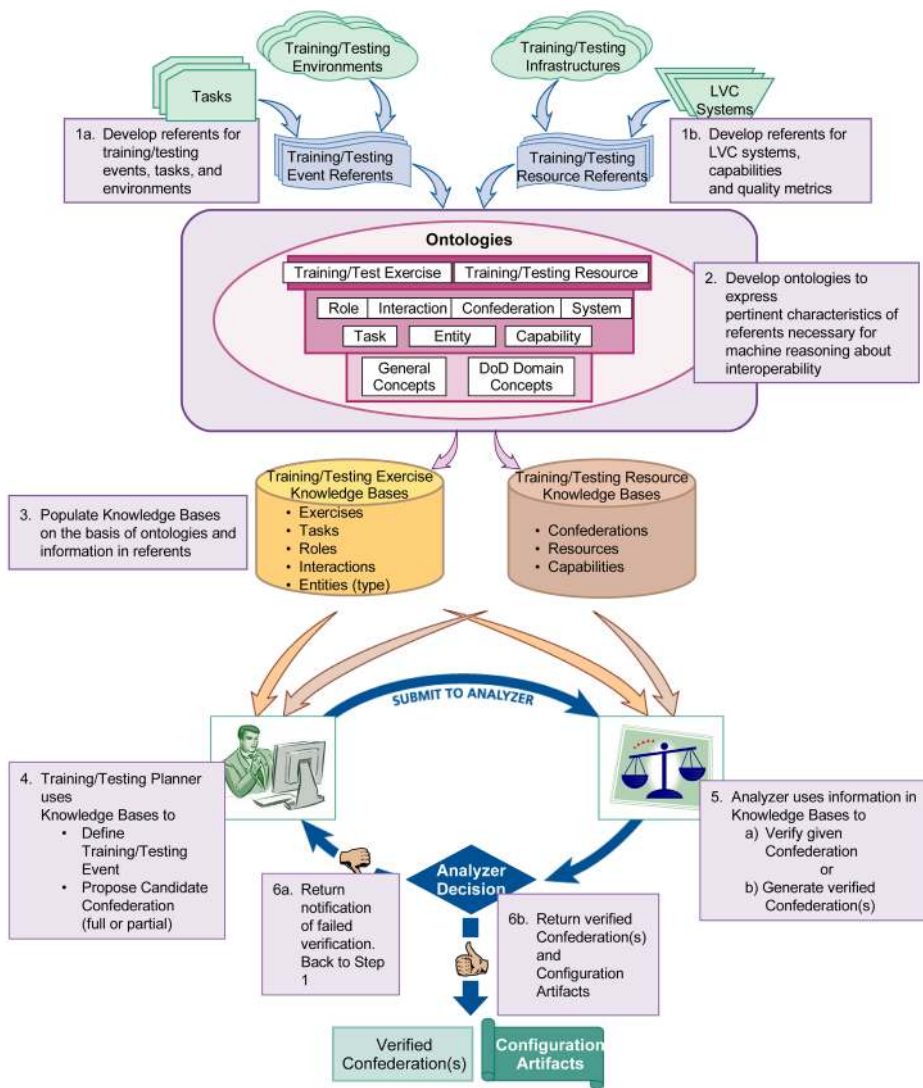 Training/Testing
Environments
Training/Testing
Infrastructures
Tasks
LVC
Systems
1a. Develop referents for
training/testing
events, tasks, and
environments
Training/Testing
Event Referents
Training/Testing
Resource Referents
1b. Develop referents for
LVC systems,
capabilities
and quality metrics
Ontologies
Training/Test Exercise
Training/Testing Resource
Role
Interaction
Confederation
System
Task
Entity
Capability
General
Concepts
DoD Domain
Concepts
2. Develop ontologies to
express
pertinent characteristics of
referents necessary for
machine reasoning about
interoperability
3. Populate Knowledge Bases
on the basis of ontologies and
information in referents
Training/Testing Exercise
Knowledge Bases
• Exercises
• Tasks
• Roles
• Interactions
• Entities (type)
Training/Testing Resource
Knowledge Bases
• Confederations
• Resources
• Capabilities
SUBMIT TO ANALYZER
4. Training/Testing Planner
uses
Knowledge Bases to
• Define
Training/Testing
Event
• Propose Candidate
Confederation
(full or partial)
5. Analyzer uses information in
Knowledge Bases to
a) Verify given
Confederation
or
b) Generate verified
Confederation(s)
Analyzer
Decision
6a. Return
notification
of failed
verification.
Back to Step
1
6b. Return verified
Confederation(s)
and
Configuration
Artifacts
Verified
Confederation(s)
Configuration
Artifacts